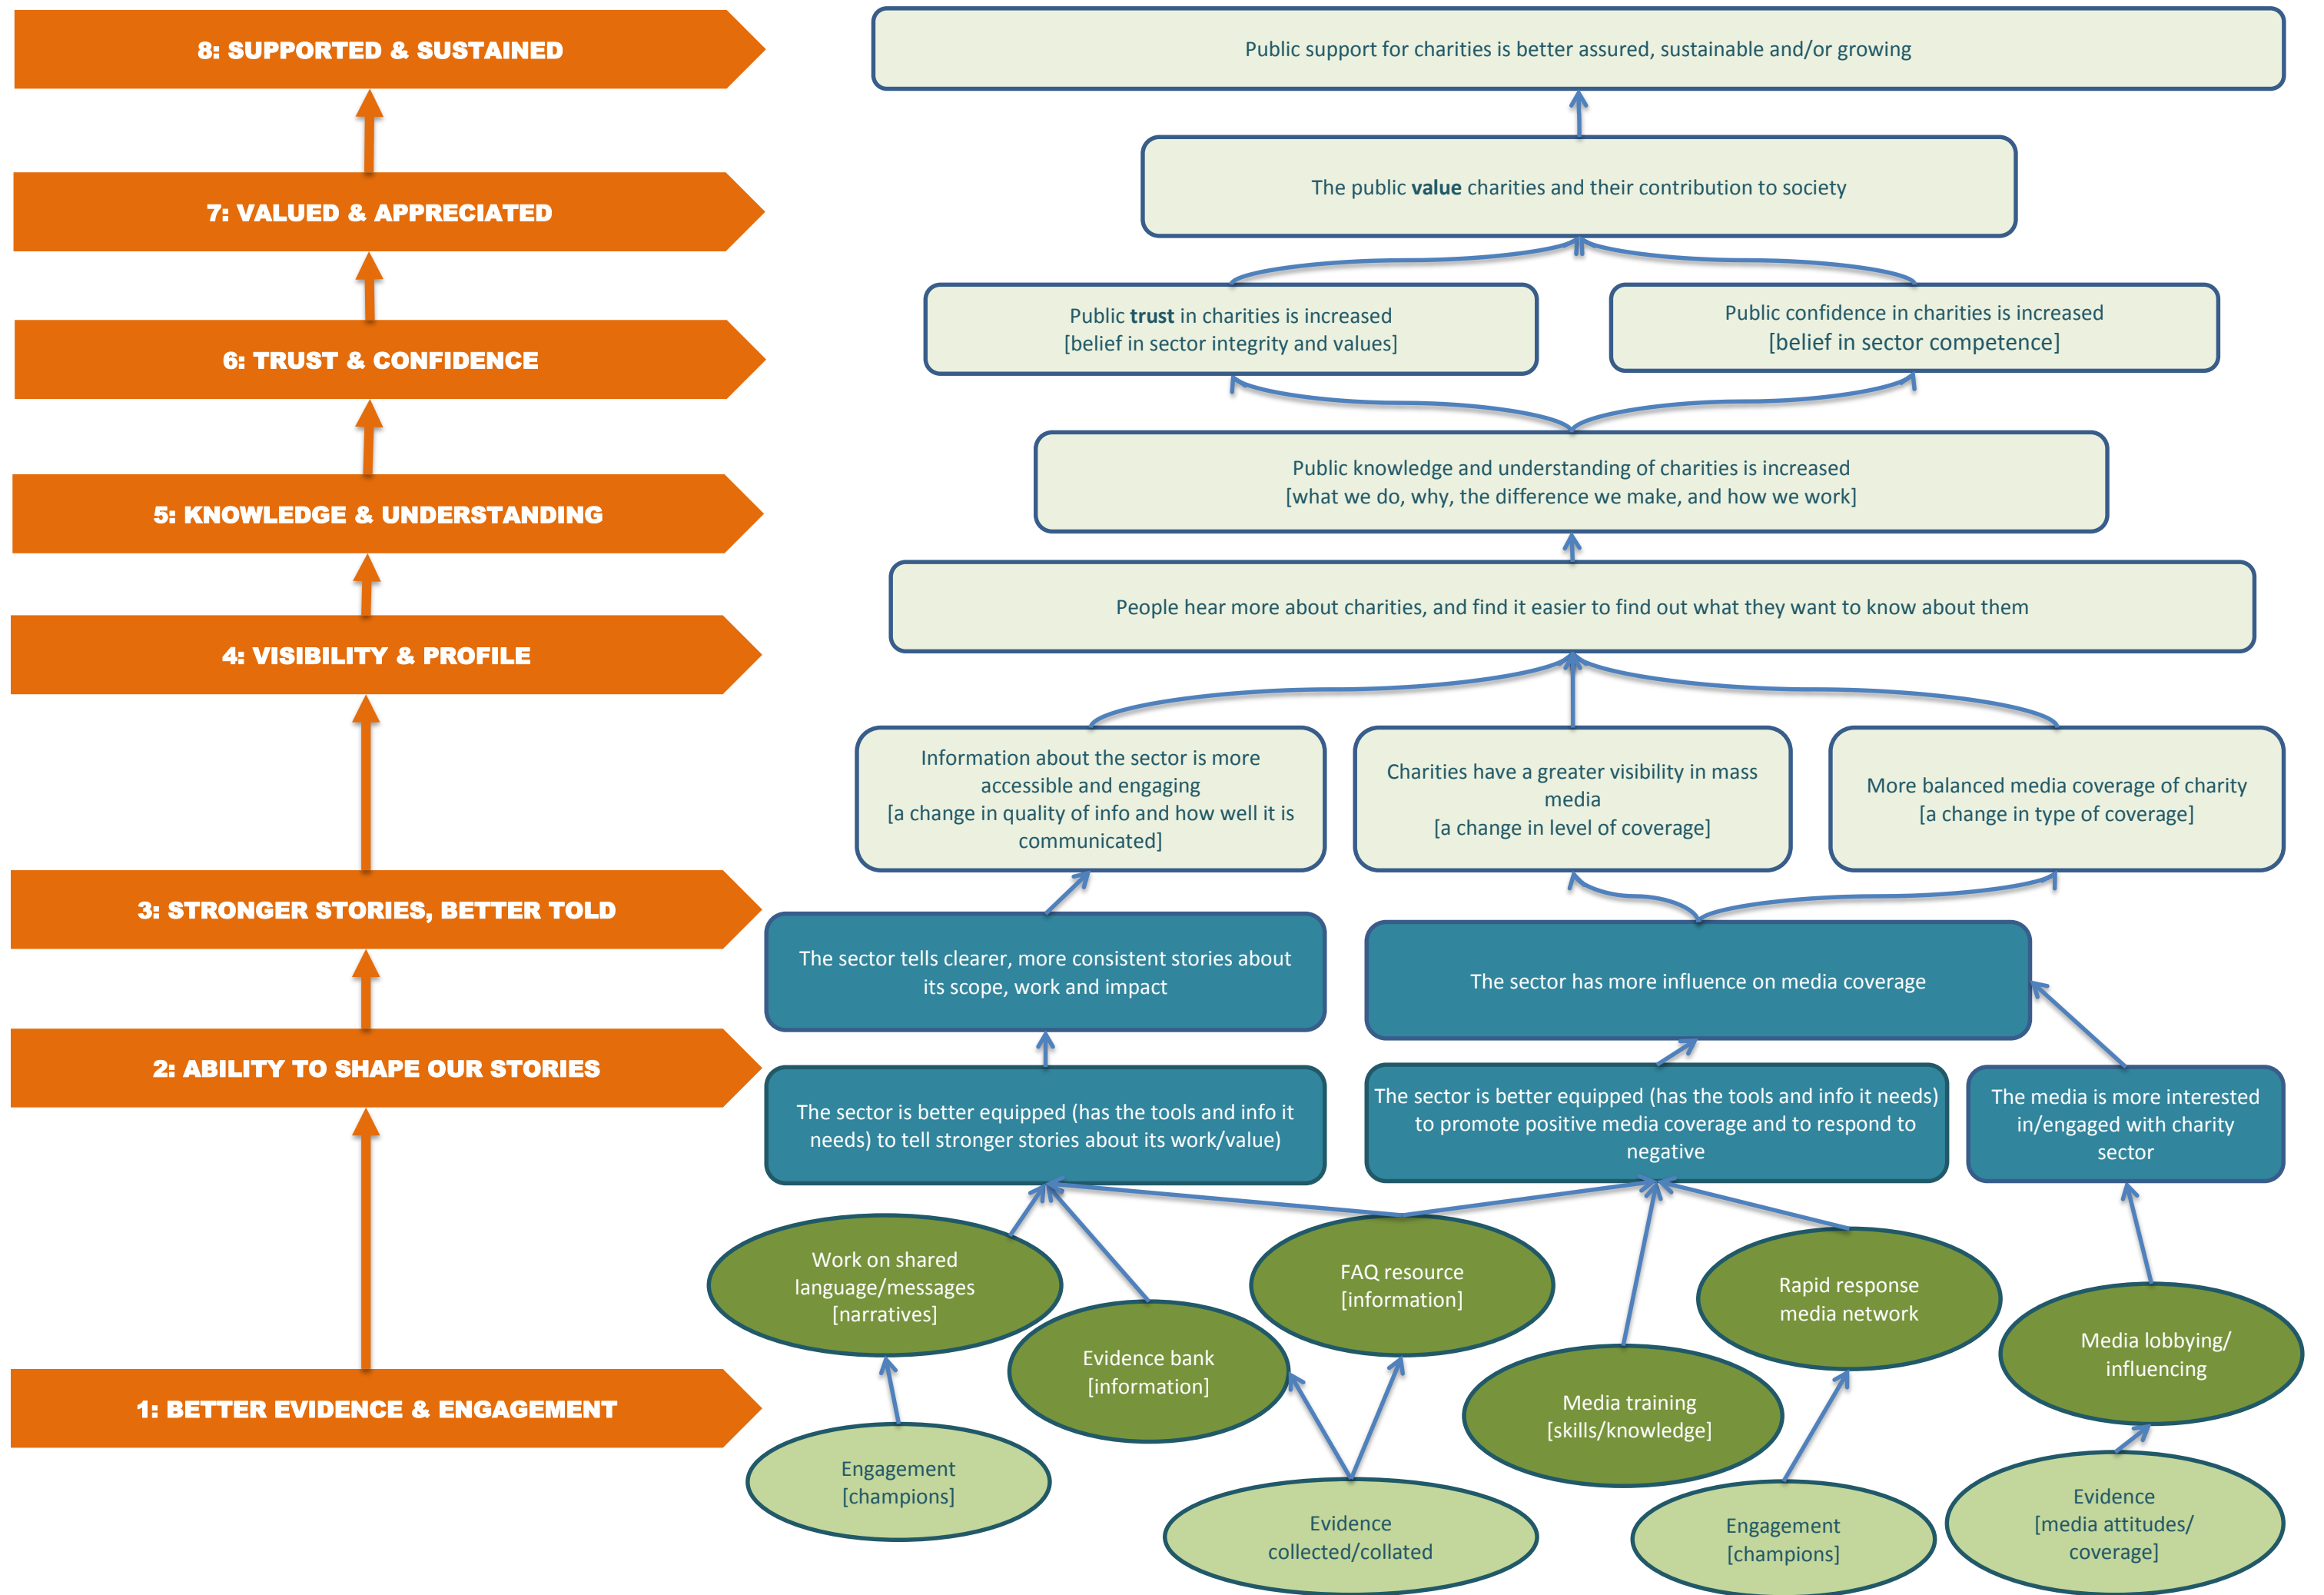 8: SUPPORTED & SUSTAINED
Public support for charities is better assured, sustainable and/or growing
7: VALUED & APPRECIATED
The public value charities and their contribution to society
6: TRUST & CONFIDENCE
Public trust in charities is increased
[belief in sector integrity and values]
Public confidence in charities is increased
[belief in sector competence]
5: KNOWLEDGE & UNDERSTANDING
Public knowledge and understanding of charities is increased
[what we do, why, the difference we make, and how we work]
4: VISIBILITY & PROFILE
People hear more about charities, and find it easier to find out what they want to know about them
Information about the sector is more
accessible and engaging
[a change in quality of info and how well it is
communicated]
Charities have a greater visibility in mass
media
[a change in level of coverage]
More balanced media coverage of charity
[a change in type of coverage]
3: STRONGER STORIES, BETTER TOLD
The sector tells clearer, more consistent stories about
its scope, work and impact
The sector has more influence on media coverage
2: ABILITY TO SHAPE OUR STORIES
The sector is better equipped (has the tools and info it
needs) to tell stronger stories about its work/value)
The sector is better equipped (has the tools and info it needs)
to promote positive media coverage and to respond to
negative
The media is more interested
in/engaged with charity
sector
1: BETTER EVIDENCE & ENGAGEMENT
Work on shared
language/messages
[narratives]
Evidence bank
[information]
FAQ resource
[information]
Media training
[skills/knowledge]
Rapid response
media network
Media lobbying/
influencing
Engagement
[champions]
Evidence
collected/collated
Engagement
[champions]
Evidence
[media attitudes/
coverage]